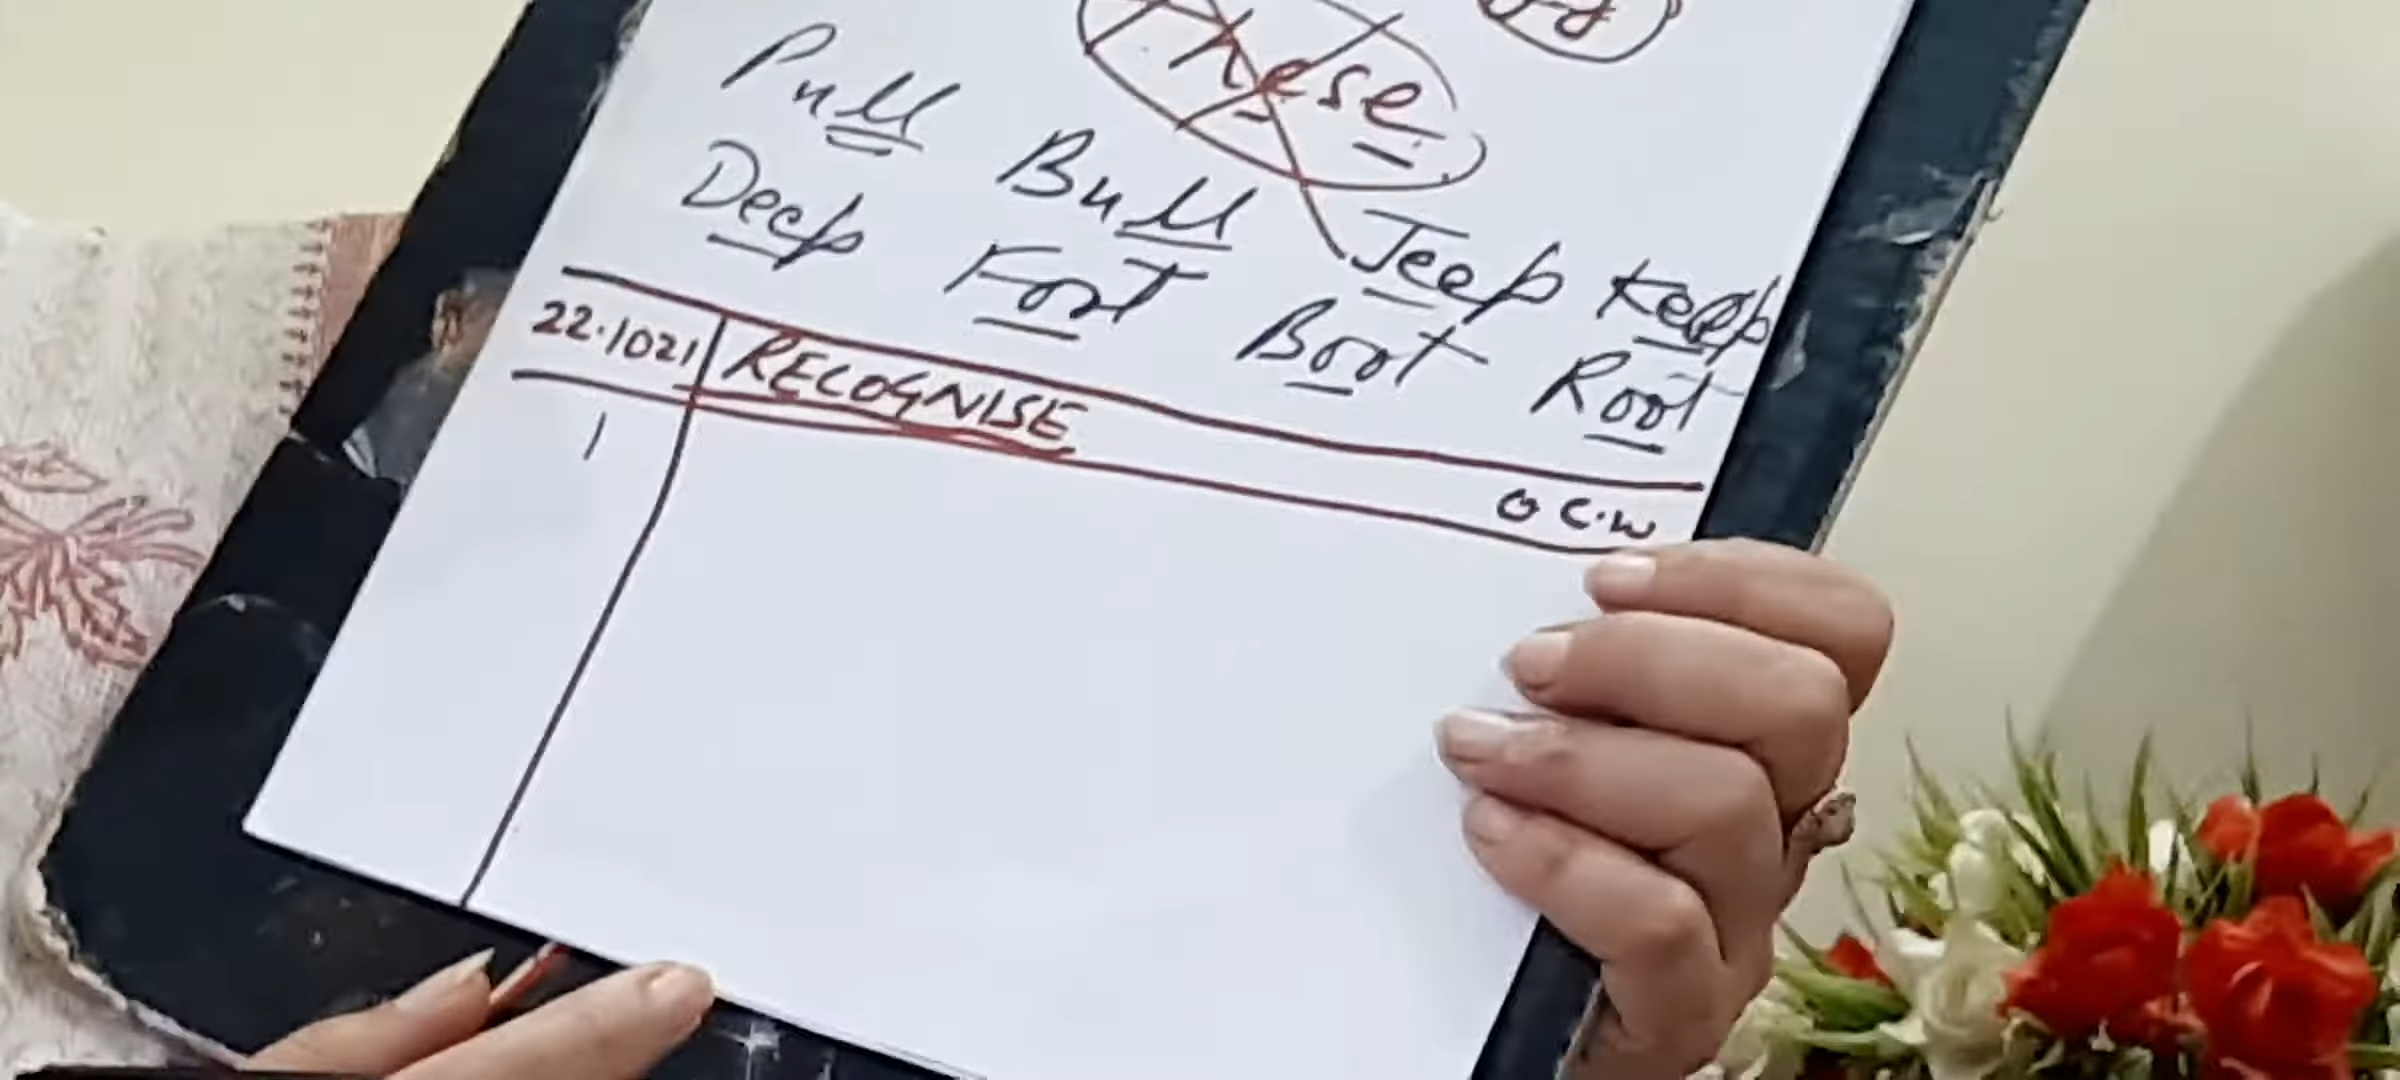 These
Pull Bull Jeep Keep
Deep Foot Boot Root
22.1021 RECOGNISE
O C.W
1